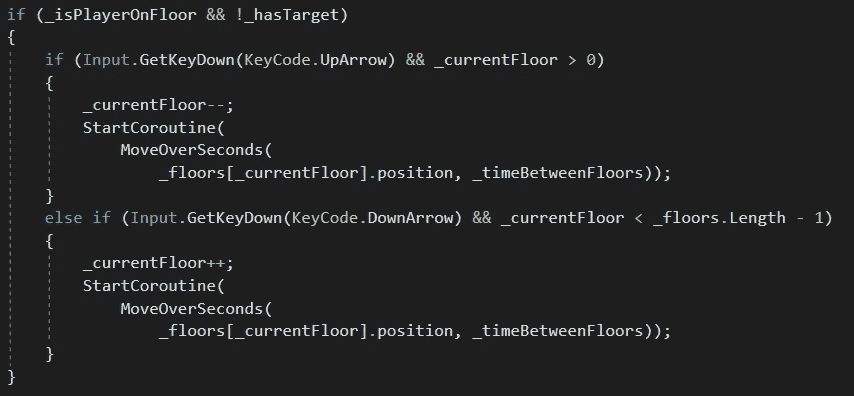 if (_isPlayerOnFloor && !_hasTarget)
{
    if (Input.GetKeyDown(KeyCode.UpArrow) && _currentFloor > 0)
    {
        _currentFloor--;
        StartCoroutine(
            MoveOverSeconds(
                _floors[_currentFloor].position, _timeBetweenFloors));
    }
    else if (Input.GetKeyDown(KeyCode.DownArrow) && _currentFloor < _floors.Length - 1)
    {
        _currentFloor++;
        StartCoroutine(
            MoveOverSeconds(
                _floors[_currentFloor].position, _timeBetweenFloors));
    }
}